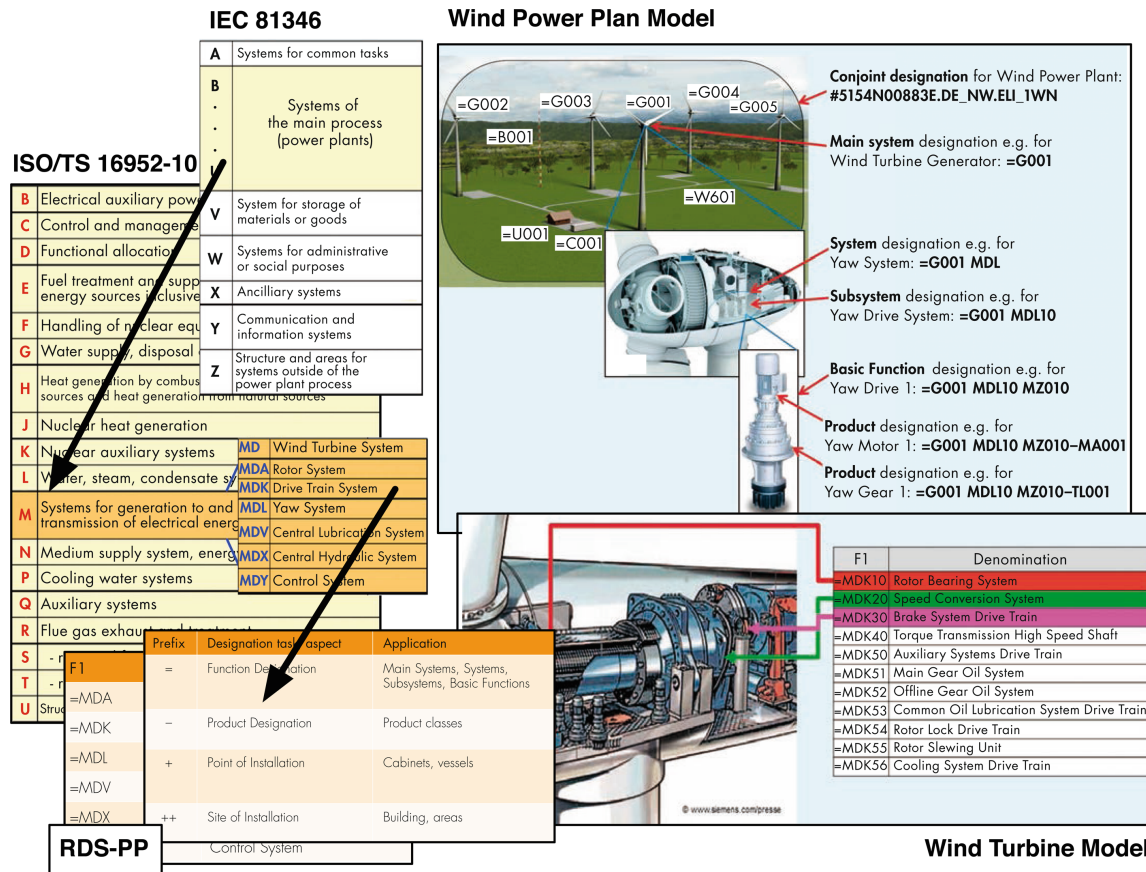 IEC 81346
Wind Power Plan Model
A Systems for common tasks
B
.
.
.
U
Systems of
the main process
(power plants)
V System for storage of
materials or goods
W Systems for administrative
or social purposes
X Ancilliary systems
Y Communication and
information systems
Z Structure and areas for
systems outside of the
power plant process
ISO/TS 16952-10
B Electrical auxiliary pow
C Control and manageme
D Functional allocation
E Fuel treatment and supp
energy sources inclusive
F Handling of nuclear equ
G Water supply, disposal
H Heat generation by combus
sources and heat generation from natural sources
J Nuclear heat generation
K Nuclear auxiliary systems
L Water, steam, condensate sy
M Systems for generation to and
transmission of electrical energ
N Medium supply system, energ
P Cooling water systems
Q Auxiliary systems
R Flue gas exhaust and treatment
S
T
U Struc
MD Wind Turbine System
MDA Rotor System
MDK Drive Train System
MDL Yaw System
MDV Central Lubrication System
MDX Central Hydraulic System
MDY Control System
=G002
=G003
=G001
=G004
=G005
=B001
=W601
=U001
=C001
Conjoint designation for Wind Power Plant:
#5154N00883E.DE_NW.ELI_1WN
Main system designation e.g. for
Wind Turbine Generator: =G001
System designation e.g. for
Yaw System: =G001 MDL
Subsystem designation e.g. for
Yaw Drive System: =G001 MDL10
Basic Function designation e.g. for
Yaw Drive 1: =G001 MDL10 MZ010
Product designation e.g. for
Yaw Motor 1: =G001 MDL10 MZ010–MA001
Product designation e.g. for
Yaw Gear 1: =G001 MDL10 MZ010–TL001
F1
=MDA
=MDK
=MDL
=MDV
=MDX
Control System
Prefix Designation task aspect Application
= Function Designation Main Systems, Systems,
Subsystems, Basic Functions
– Product Designation Product classes
+ Point of Installation Cabinets, vessels
++ Site of Installation Building, areas
RDS-PP
© www.siemens.com/presse
F1 Denomination
=MDK10 Rotor Bearing System
=MDK20 Speed Conversion System
=MDK30 Brake System Drive Train
=MDK40 Torque Transmission High Speed Shaft
=MDK50 Auxiliary Systems Drive Train
=MDK51 Main Gear Oil System
=MDK52 Offline Gear Oil System
=MDK53 Common Oil Lubrication System Drive Train
=MDK54 Rotor Lock Drive Train
=MDK55 Rotor Slewing Unit
=MDK56 Cooling System Drive Train
Wind Turbine Model